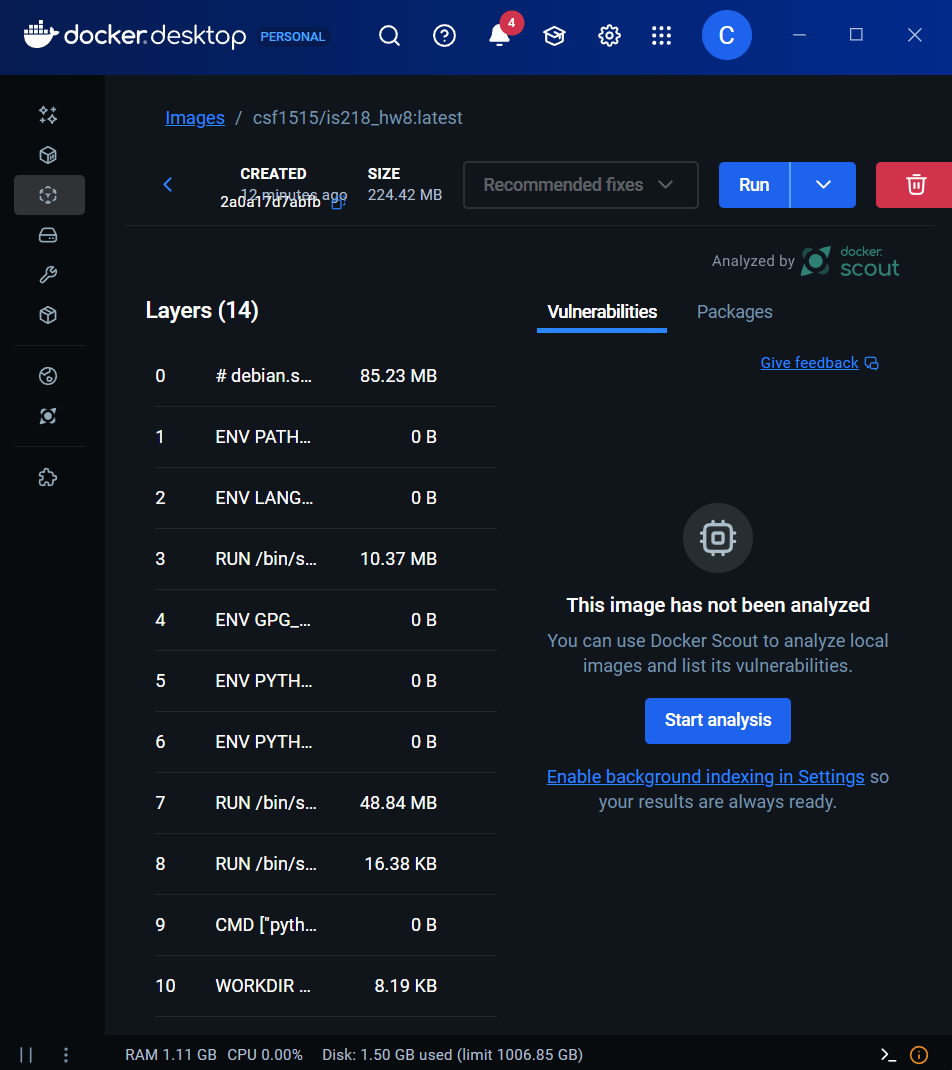 docker.desktop PERSONAL 4 C
Images / csf1515/is218_hw8:latest
CREATED SIZE
12 minutes ago 224.42 MB
2a0a17d7abfb
Recommended fixes
Run
Analyzed by docker. scout
Layers (14)
Vulnerabilities Packages
Give feedback
0 # debian.s... 85.23 MB
1 ENV PATH... 0 B
2 ENV LANG... 0 B
3 RUN /bin/s... 10.37 MB
4 ENV GPG_... 0 B
5 ENV PYTH... 0 B
6 ENV PYTH... 0 B
7 RUN /bin/s... 48.84 MB
8 RUN /bin/s... 16.38 KB
9 CMD ["pyth... 0 B
10 WORKDIR ... 8.19 KB
This image has not been analyzed
You can use Docker Scout to analyze local
images and list its vulnerabilities.
Start analysis
Enable background indexing in Settings so
your results are always ready.
RAM 1.11 GB CPU 0.00% Disk: 1.50 GB used (limit 1006.85 GB)